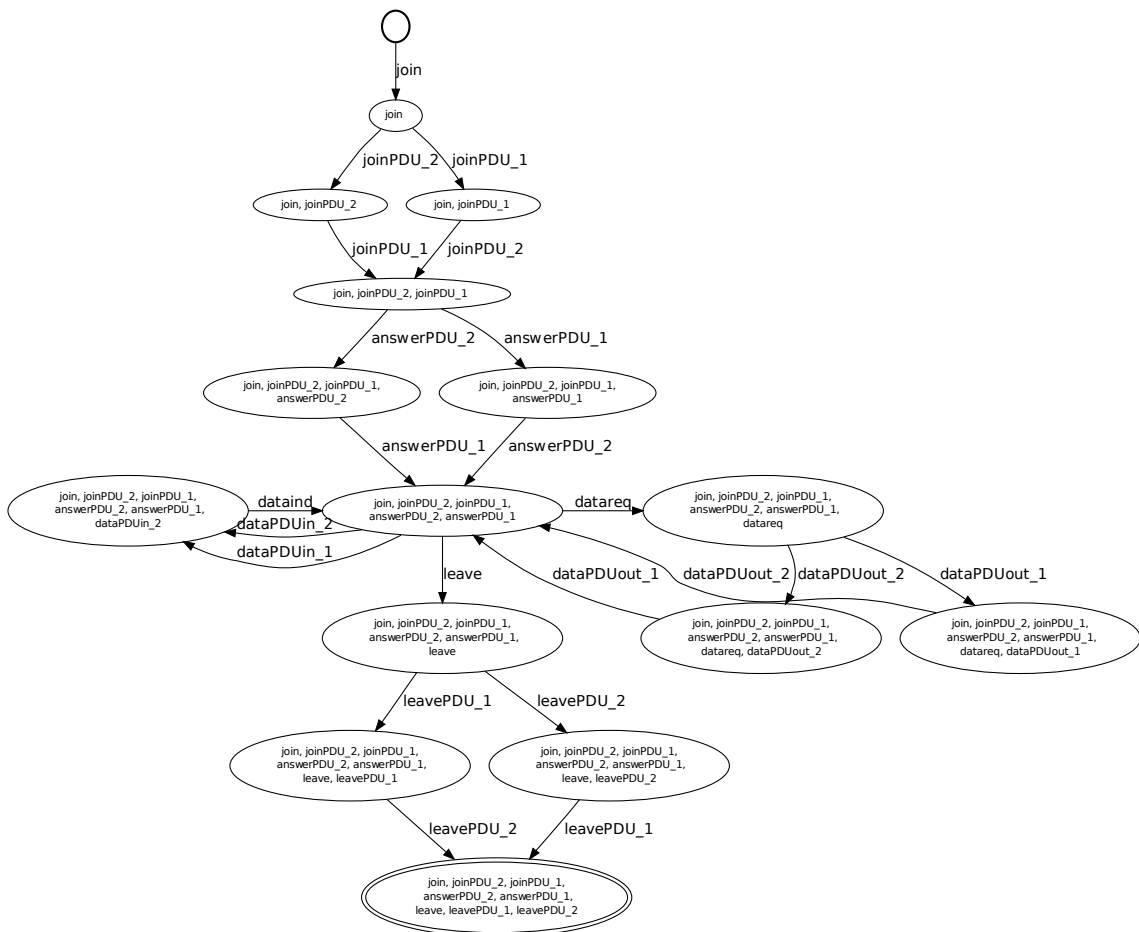 join
join
joinPDU_2
joinPDU_1
join, joinPDU_2
join, joinPDU_1
joinPDU_1
joinPDU_2
join, joinPDU_2, joinPDU_1
answerPDU_2
answerPDU_1
join, joinPDU_2, joinPDU_1,
answerPDU_2
join, joinPDU_2, joinPDU_1,
answerPDU_1
answerPDU_1
answerPDU_2
join, joinPDU_2, joinPDU_1,
answerPDU_2, answerPDU_1,
dataPDUin_2
dataind
dataPDUin_2
dataPDUin_1
join, joinPDU_2, joinPDU_1,
answerPDU_2, answerPDU_1
datareq
join, joinPDU_2, joinPDU_1,
answerPDU_2, answerPDU_1,
datareq
leave
dataPDUout_1
dataPDUout_2
dataPDUout_2
dataPDUout_1
join, joinPDU_2, joinPDU_1,
answerPDU_2, answerPDU_1,
leave
join, joinPDU_2, joinPDU_1,
answerPDU_2, answerPDU_1,
datareq, dataPDUout_2
join, joinPDU_2, joinPDU_1,
answerPDU_2, answerPDU_1,
datareq, dataPDUout_1
leavePDU_1
leavePDU_2
join, joinPDU_2, joinPDU_1,
answerPDU_2, answerPDU_1,
leave, leavePDU_1
join, joinPDU_2, joinPDU_1,
answerPDU_2, answerPDU_1,
leave, leavePDU_2
leavePDU_2
leavePDU_1
join, joinPDU_2, joinPDU_1,
answerPDU_2, answerPDU_1,
leave, leavePDU_1, leavePDU_2